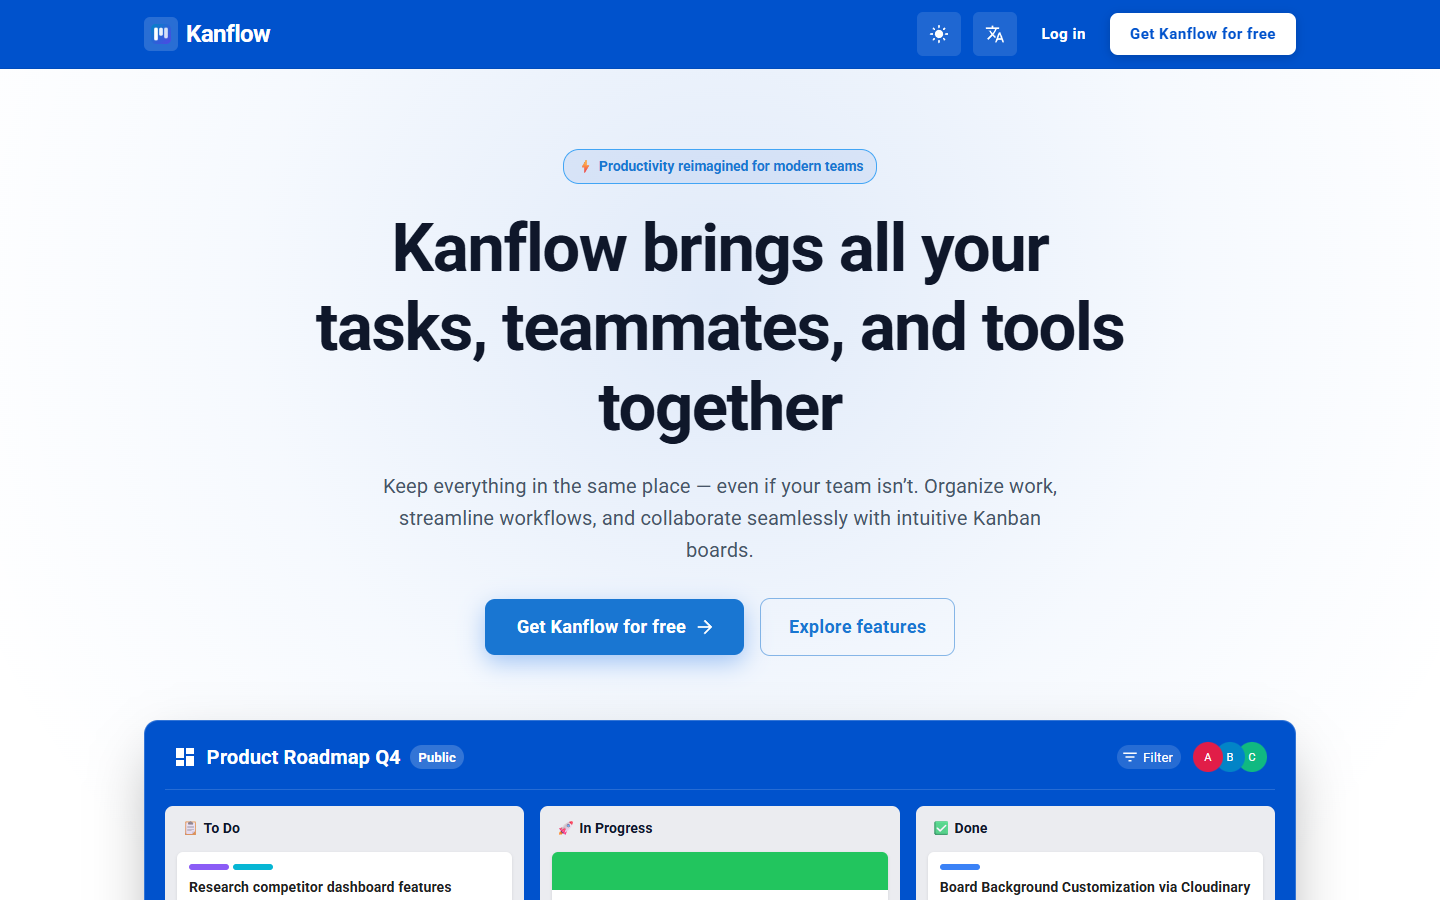 Kanflow
Log in
Get Kanflow for free
Productivity reimagined for modern teams
Kanflow brings all your
tasks, teammates, and tools
together
Keep everything in the same place — even if your team isn’t. Organize work,
streamline workflows, and collaborate seamlessly with intuitive Kanban
boards.
Get Kanflow for free
Explore features
Product Roadmap Q4
Public
Filter
A
B
C
To Do
In Progress
Done
Research competitor dashboard features
Board Background Customization via Cloudinary